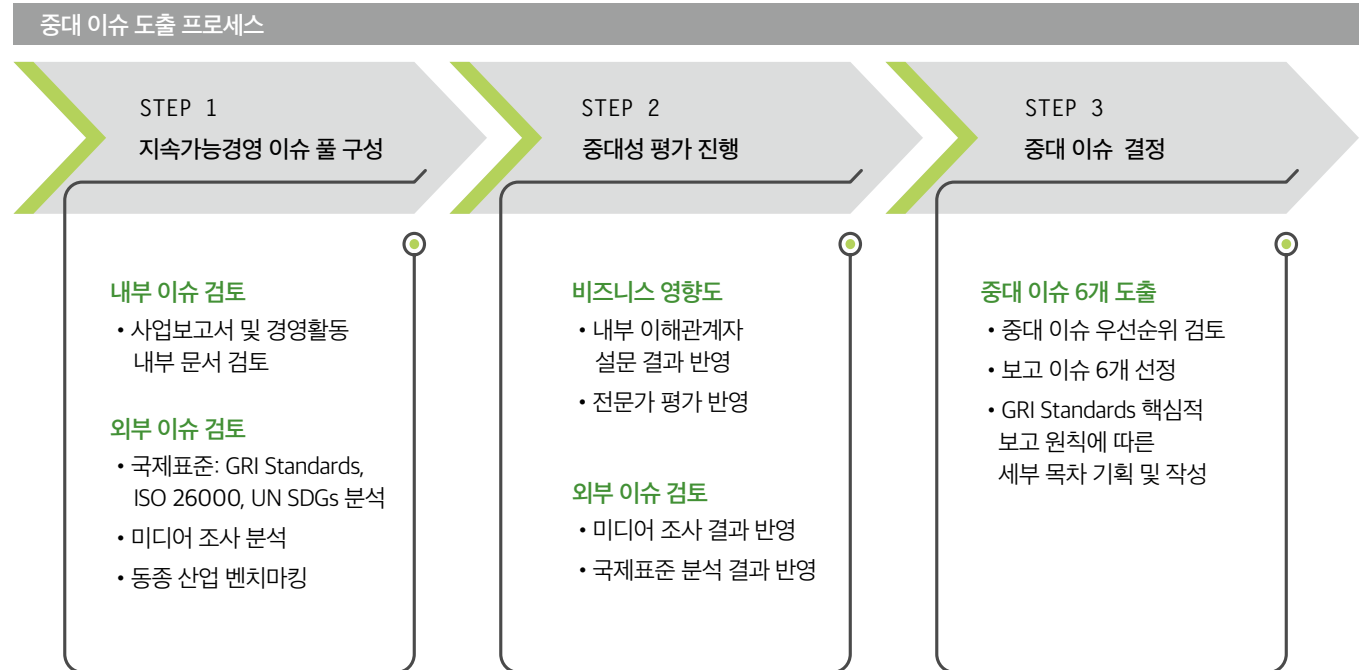 중대 이슈 도출 프로세스
STEP 1
지속가능경영 이슈 풀 구성
내부 이슈 검토
• 사업보고서 및 경영활동
내부 문서 검토
외부 이슈 검토
• 국제표준: GRI Standards,
ISO 26000, UN SDGs 분석
• 미디어 조사 분석
• 동종 산업 벤치마킹
STEP 2
중대성 평가 진행
비즈니스 영향도
• 내부 이해관계자
설문 결과 반영
• 전문가 평가 반영
외부 이슈 검토
• 미디어 조사 결과 반영
• 국제표준 분석 결과 반영
STEP 3
중대 이슈 결정
중대 이슈 6개 도출
• 중대 이슈 우선순위 검토
• 보고 이슈 6개 선정
• GRI Standards 핵심적
보고 원칙에 따른
세부 목차 기획 및 작성